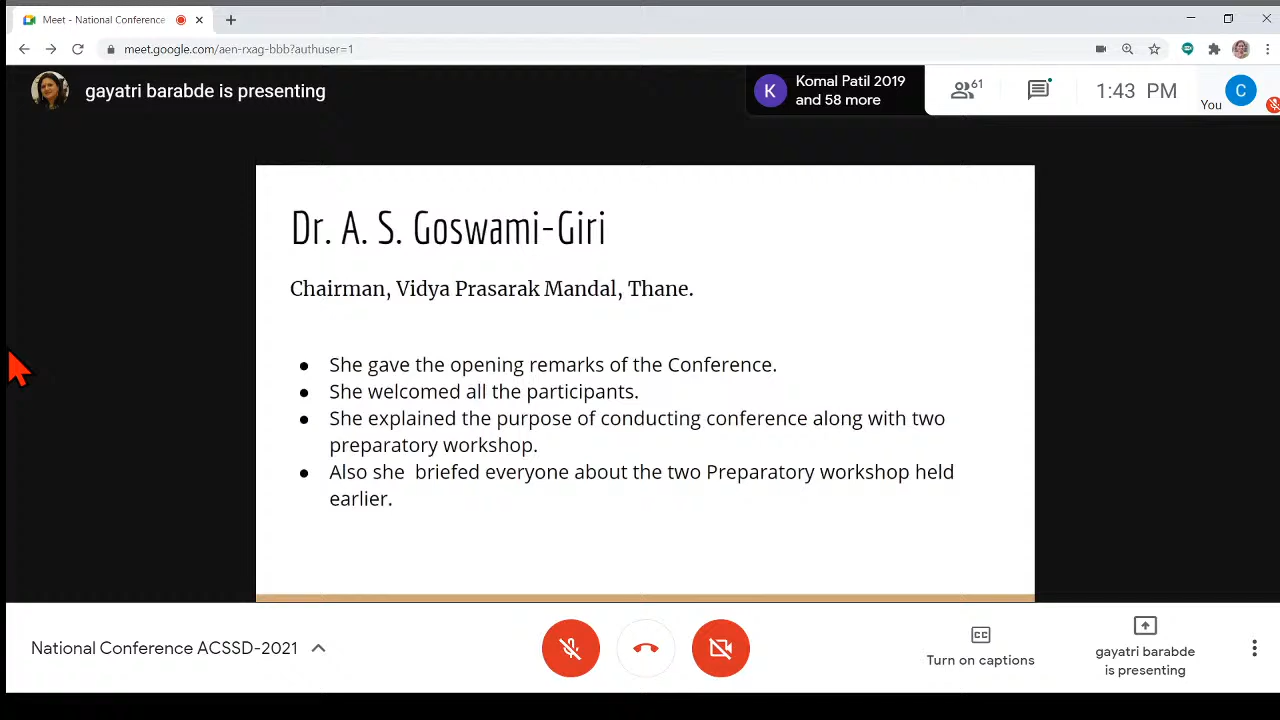 Meet - National Conference
meet.google.com/aen-rxag-bbb?authuser=1
gayatri barabde is presenting
K
Komal Patil 2019
and 58 more
61
1:43 PM
You
C
Dr. A. S. Goswami-Giri
Chairman, Vidya Prasarak Mandal, Thane.
● She gave the opening remarks of the Conference.
● She welcomed all the participants.
● She explained the purpose of conducting conference along with two
preparatory workshop.
● Also she briefed everyone about the two Preparatory workshop held
earlier.
National Conference ACSSD-2021
CC
Turn on captions
gayatri barabde
is presenting